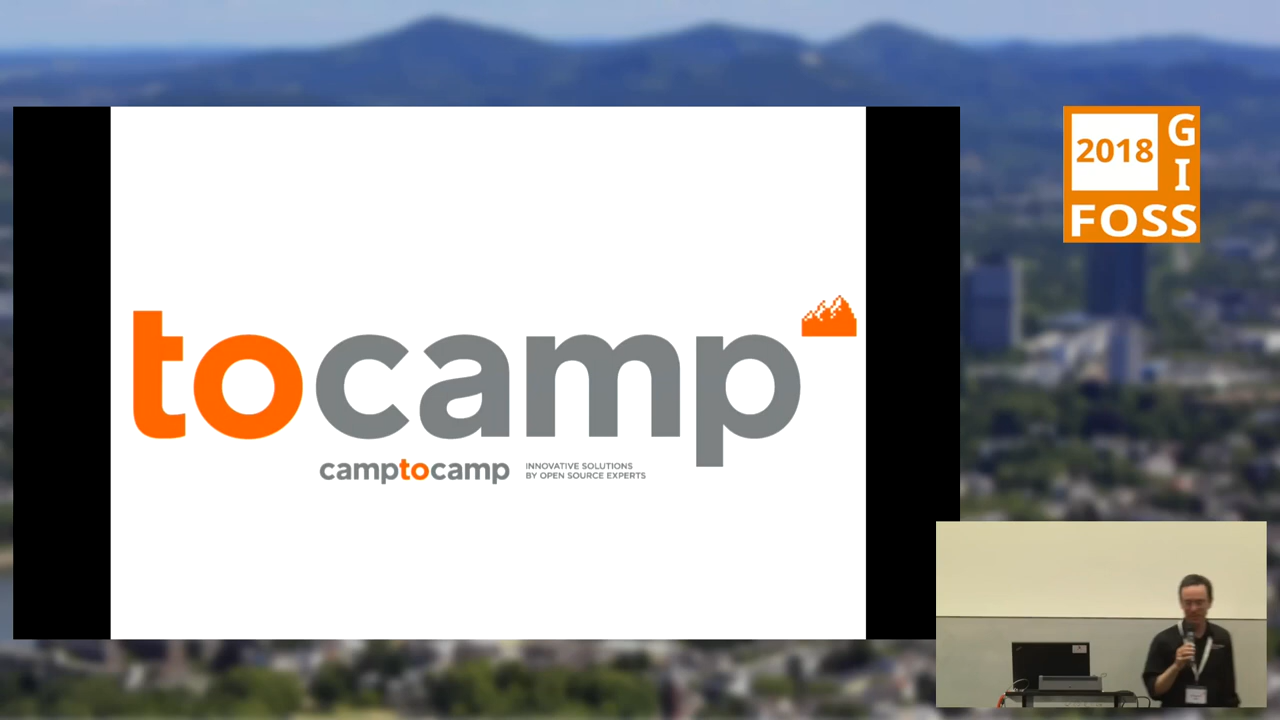 tocamp
camptocamp
INNOVATIVE SOLUTIONS
BY OPEN SOURCE EXPERTS
2018
G
I
FOSS